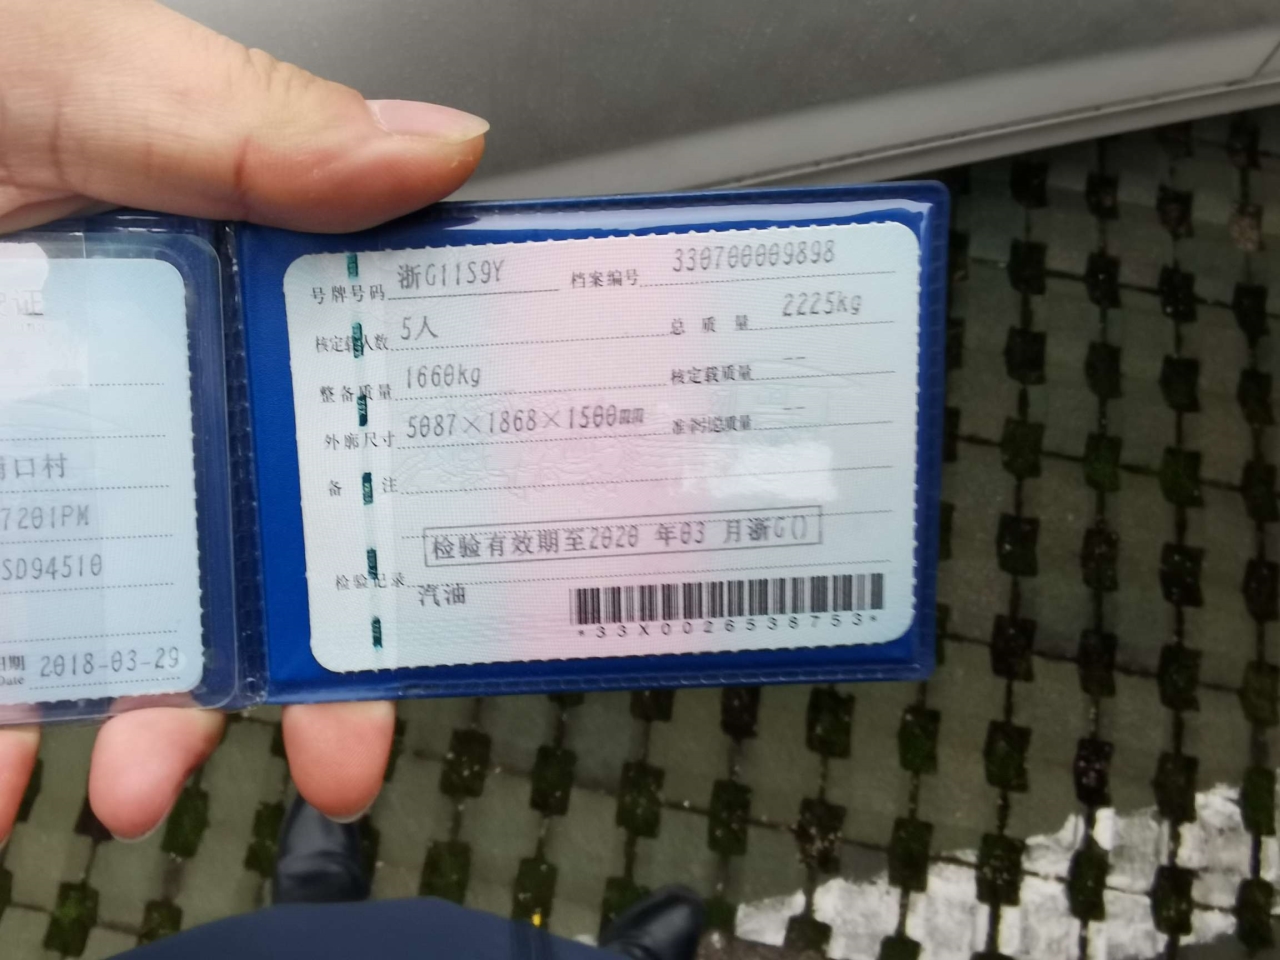 证
口村
7201PM
SD94510
日期 2018-03-29
Date
号牌号码 浙G11S9Y 档案编号 330700009898
核定载人数 5人 总质量 2225kg
整备质量 1660kg 核定载质量 --
外廓尺寸 5087×1868×1500㎜ 准牵引总质量 --
备注
检验有效期至2020 年03 月浙G()
检验记录
汽油
*33X0026538753*